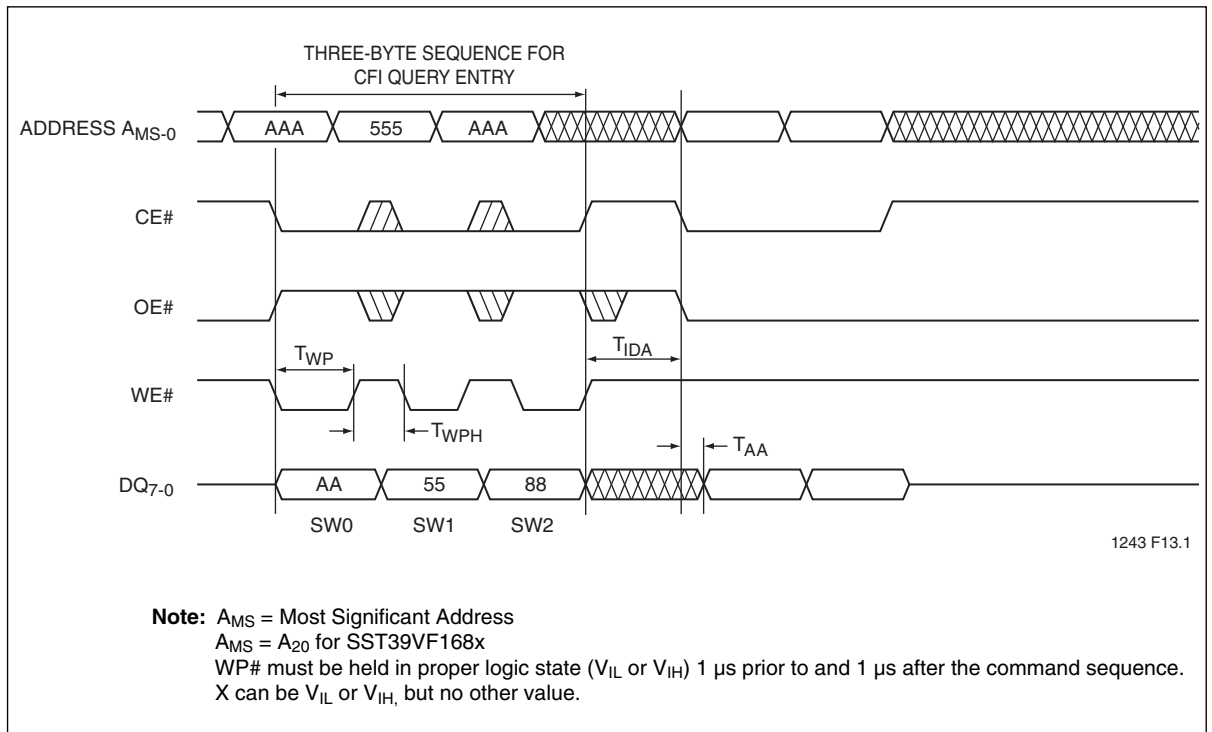 THREE-BYTE SEQUENCE FOR
CFI QUERY ENTRY
ADDRESS AMS-0
AAA 555 AAA
CE#
OE#
TWP
TIDA
WE#
TWPH
TAA
DQ7-0
AA 55 88
SW0 SW1 SW2
1243 F13.1
Note: AMS = Most Significant Address
AMS = A20 for SST39VF168x
WP# must be held in proper logic state (VIL or VIH) 1 µs prior to and 1 µs after the command sequence.
X can be VIL or VIH, but no other value.